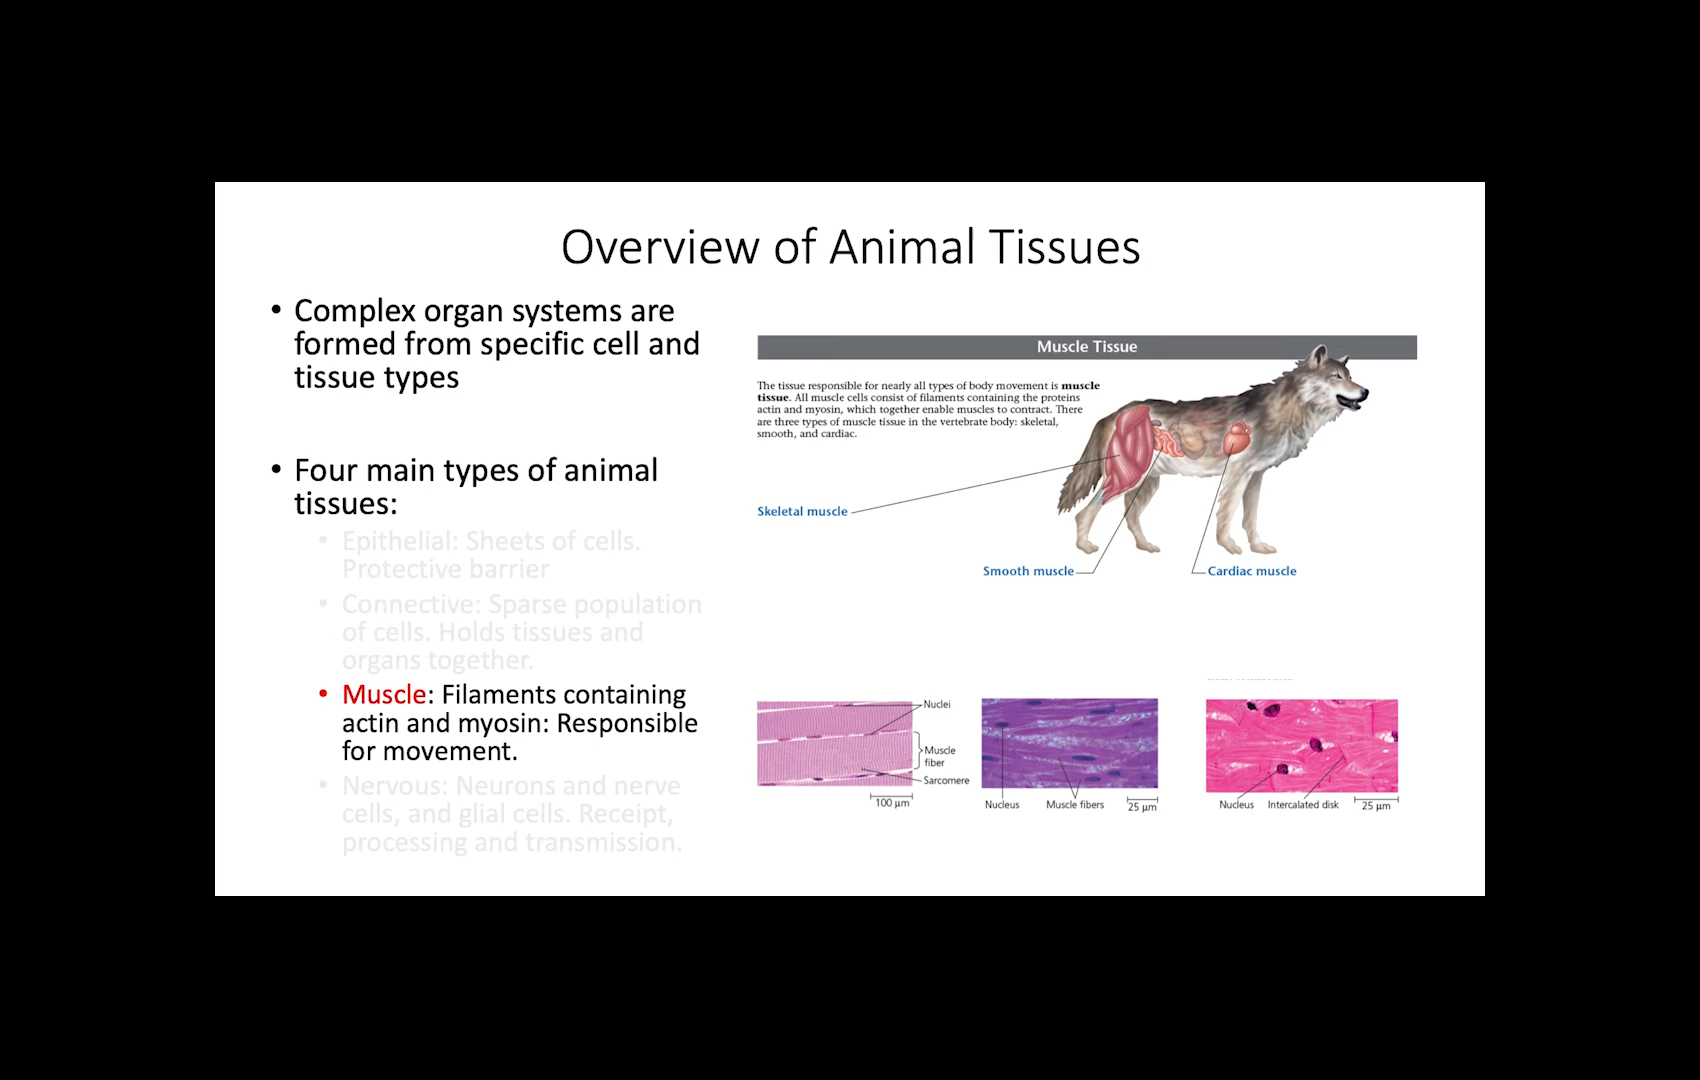 Overview of Animal Tissues
• Complex organ systems are
formed from specific cell and
tissue types
• Four main types of animal
tissues:
• Epithelial: Sheets of cells.
Protective barrier
• Connective: Sparse population
of cells. Holds tissues and
organs together.
• Muscle: Filaments containing
actin and myosin: Responsible
for movement.
• Nervous: Neurons and nerve
cells, and glial cells. Receipt,
processing and transmission.
Muscle Tissue
The tissue responsible for nearly all types of body movement is muscle
tissue. All muscle cells consist of filaments containing the proteins
actin and myosin, which together enable muscles to contract. There
are three types of muscle tissue in the vertebrate body: skeletal,
smooth, and cardiac.
Skeletal muscle
Smooth muscle
Cardiac muscle
Nuclei
Muscle
fiber
Sarcomere
100 µm
Nucleus
Muscle fibers
25 µm
Nucleus
Intercalated disk
25 µm